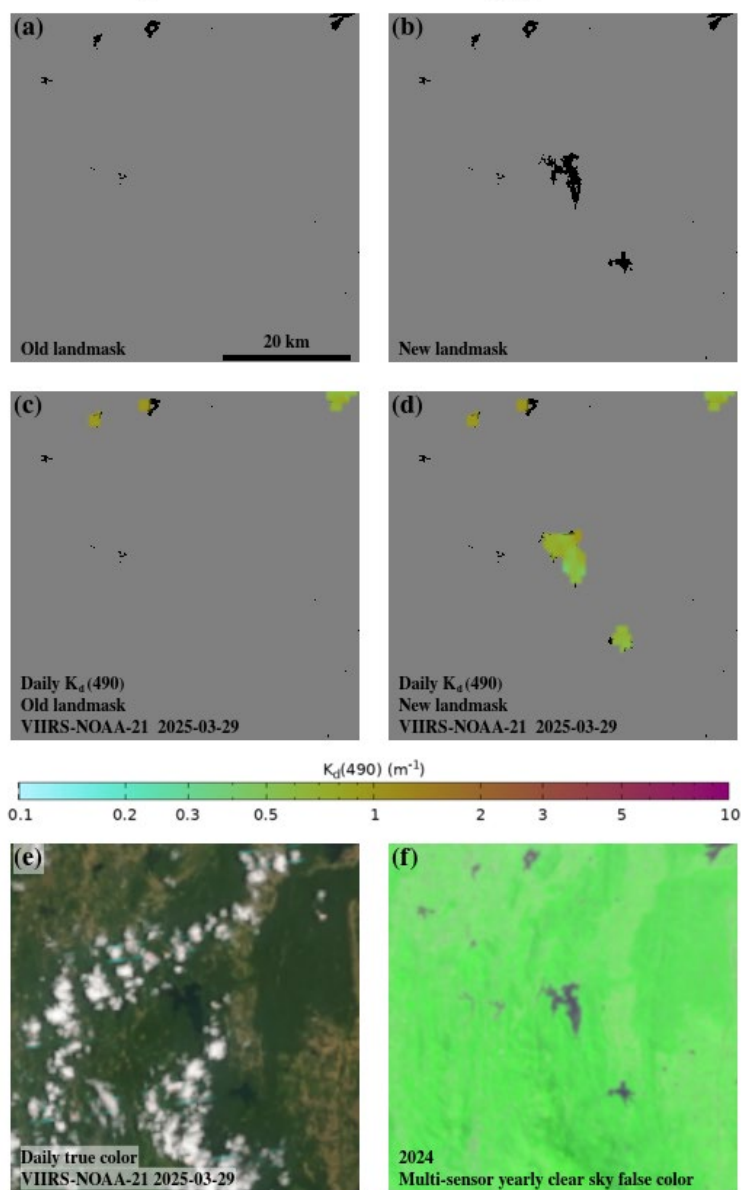 (a)
(b)
20 km
Old landmask
New landmask
(c)
(d)
Daily Kd(490)
Old landmask
VIIRS-NOAA-21 2025-03-29
Daily Kd(490)
New landmask
VIIRS-NOAA-21 2025-03-29
Kd(490) (m-1)
0.1 0.2 0.3 0.5 1 2 3 5 10
(e)
(f)
Daily true color
VIIRS-NOAA-21 2025-03-29
2024
Multi-sensor yearly clear sky false color